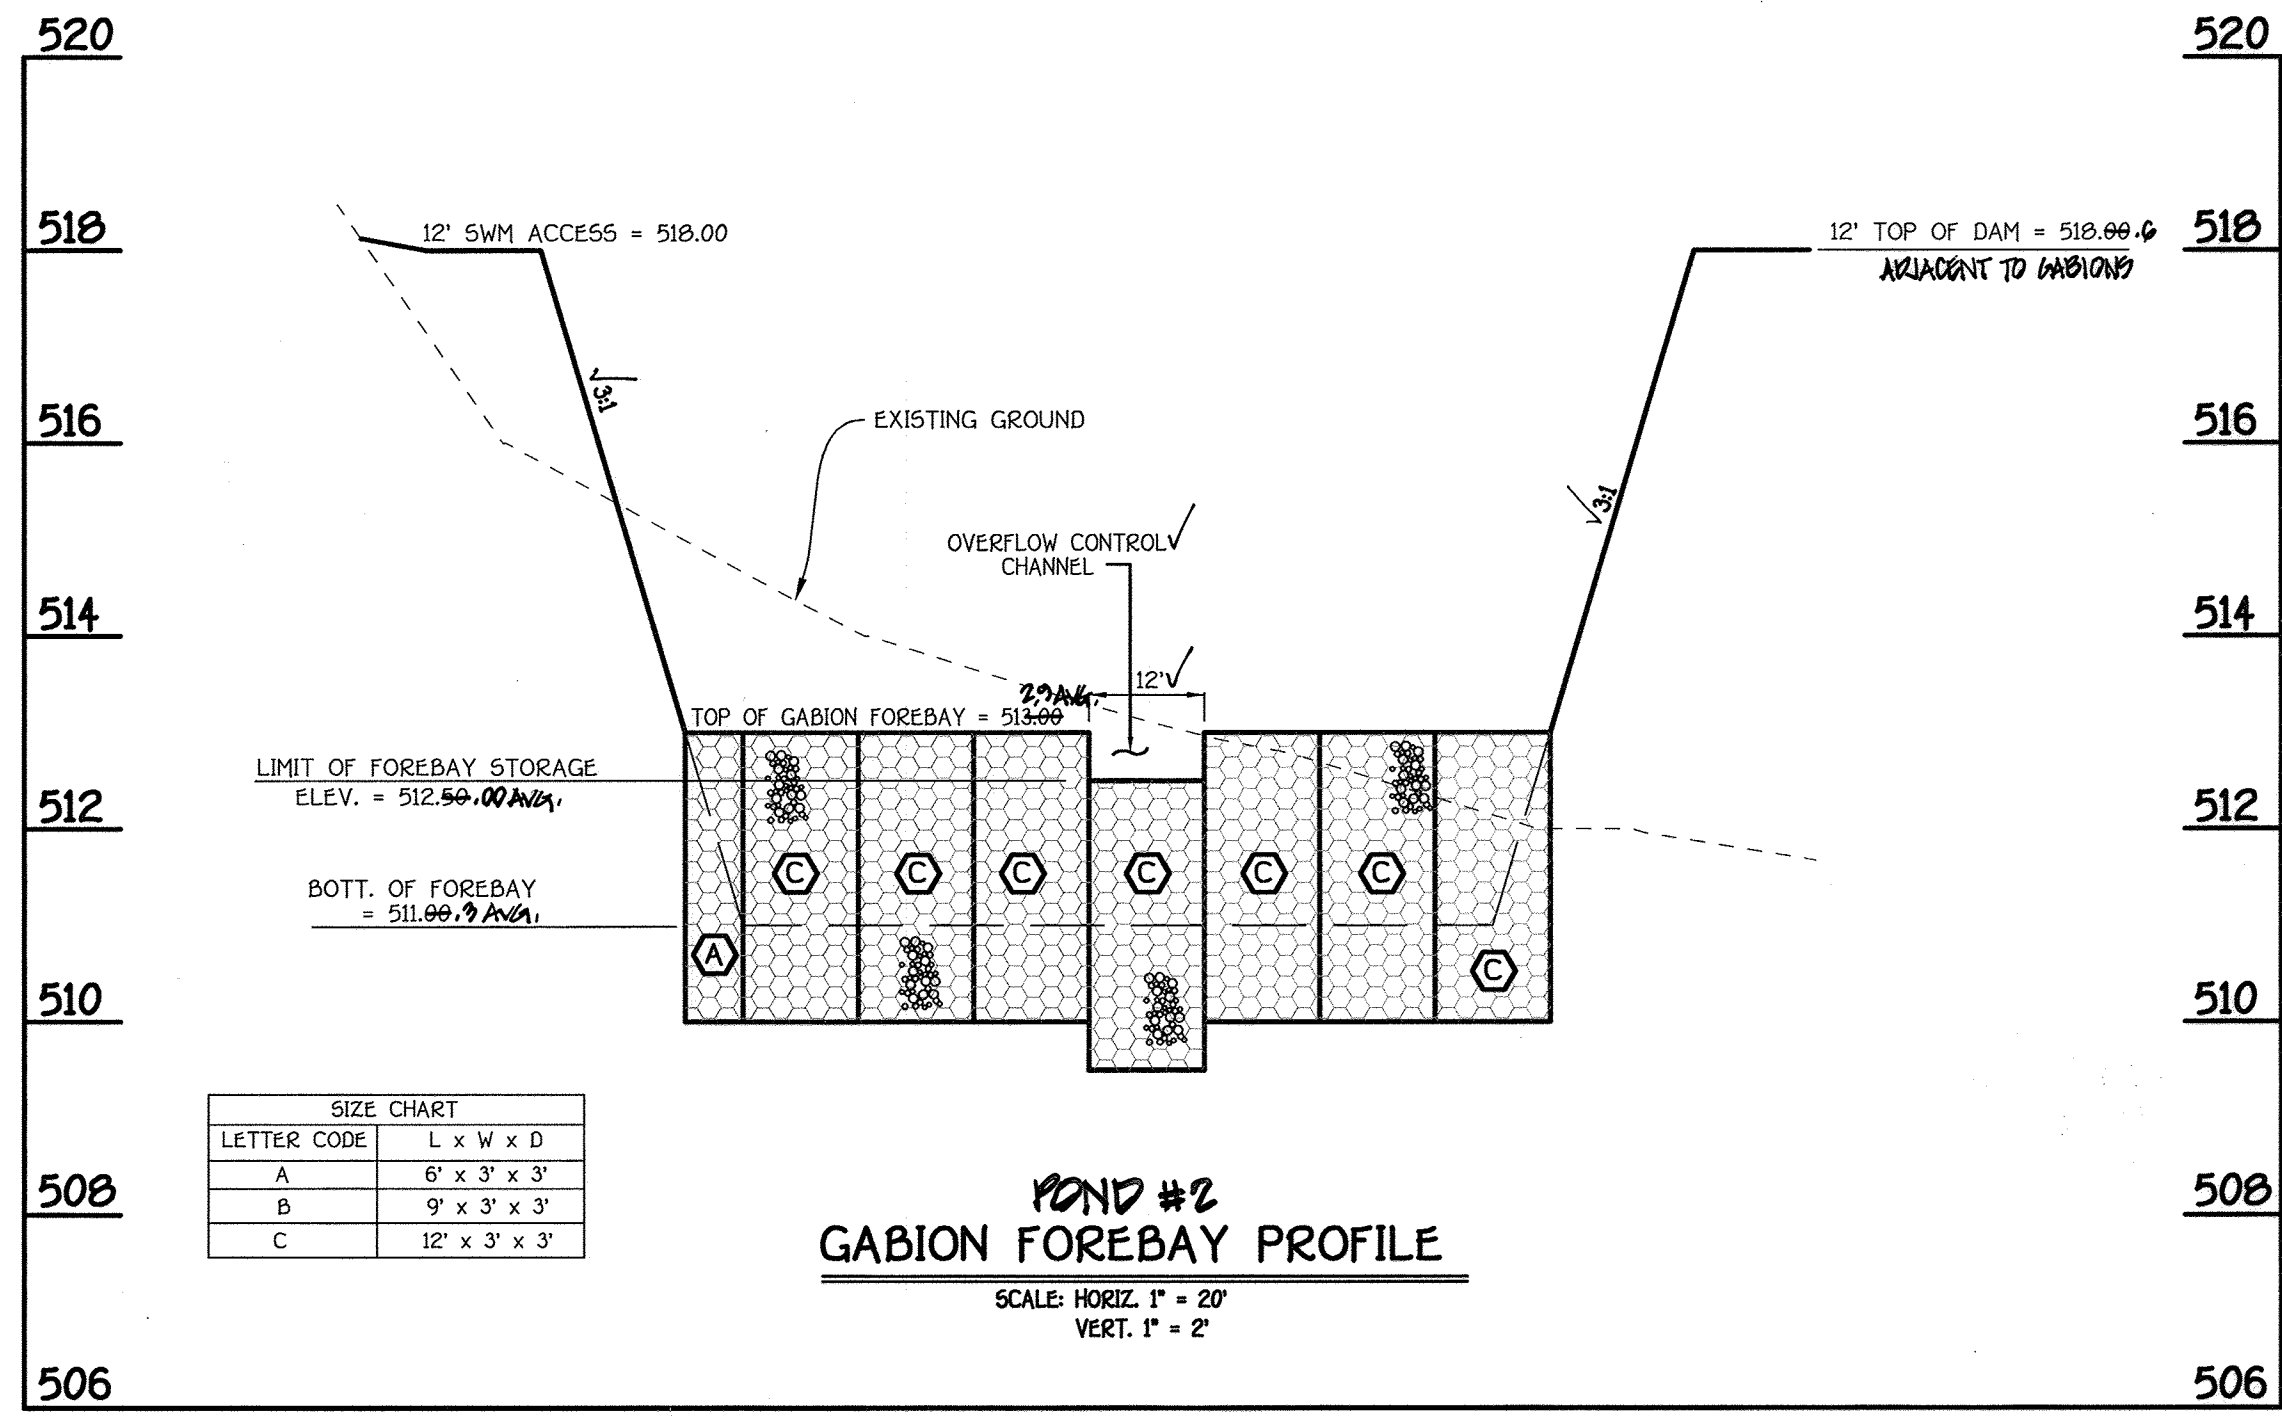 520
520
518
12' SWM ACCESS = 518.00
12' TOP OF DAM = 518.00.6
ADJACENT TO GABIONS
518
3:1
516
EXISTING GROUND
516
3:1
OVERFLOW CONTROL
CHANNEL
514
514
12'
2.9 AVG.
TOP OF GABION FOREBAY = 513.00
LIMIT OF FOREBAY STORAGE
ELEV. = 512.50.00 AVG.
512
512
C C C C C C
BOTT. OF FOREBAY
= 511.00.3 AVG.
A
C
510
510
SIZE CHART
LETTER CODE L x W x D
A 6' x 3' x 3'
B 9' x 3' x 3'
C 12' x 3' x 3'
508
508
POND #2
GABION FOREBAY PROFILE
SCALE: HORIZ. 1" = 20'
VERT. 1" = 2'
506
506